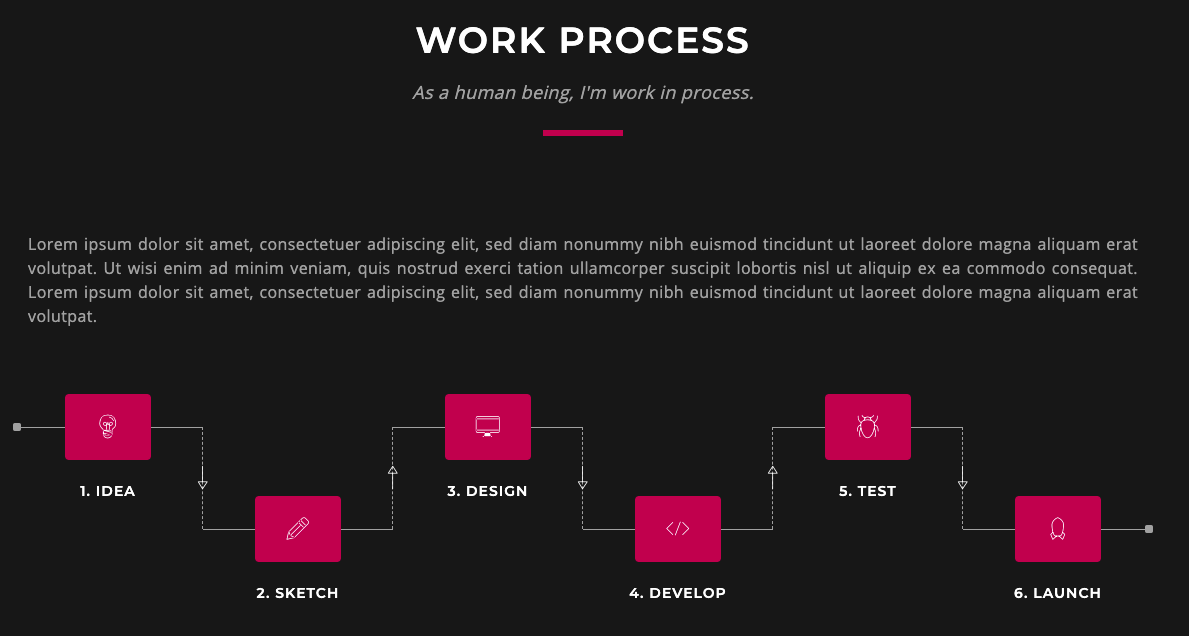 WORK PROCESS
As a human being, I'm work in process.
Lorem ipsum dolor sit amet, consectetuer adipiscing elit, sed diam nonummy nibh euismod tincidunt ut laoreet dolore magna aliquam erat
volutpat. Ut wisi enim ad minim veniam, quis nostrud exerci tation ullamcorper suscipit lobortis nisl ut aliquip ex ea commodo consequat.
Lorem ipsum dolor sit amet, consectetuer adipiscing elit, sed diam nonummy nibh euismod tincidunt ut laoreet dolore magna aliquam erat
volutpat.
1. IDEA
2. SKETCH
3. DESIGN
4. DEVELOP
5. TEST
6. LAUNCH